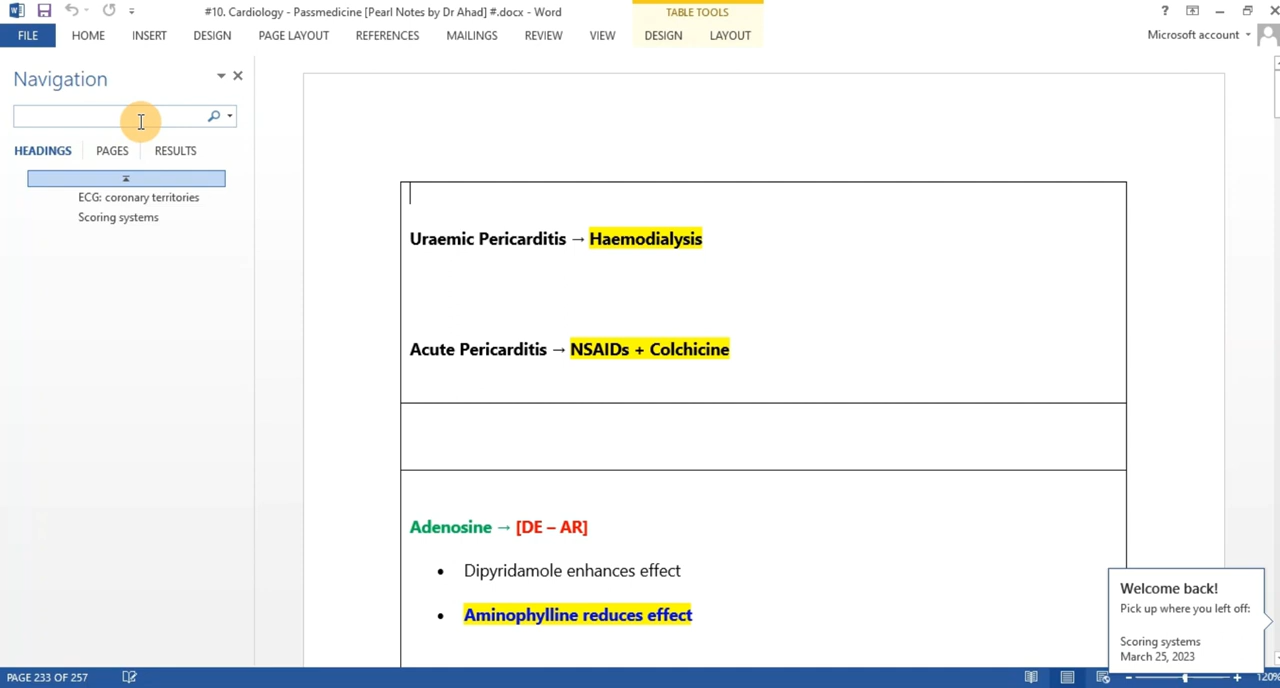 #10. Cardiology - Passmedicine [Pearl Notes by Dr Ahad] #.docx - Word
TABLE TOOLS
?
FILE HOME INSERT DESIGN PAGE LAYOUT REFERENCES MAILINGS REVIEW VIEW DESIGN LAYOUT
Microsoft account
Navigation
HEADINGS PAGES RESULTS
ECG: coronary territories
Scoring systems
Uraemic Pericarditis → Haemodialysis
Acute Pericarditis → NSAIDs + Colchicine
Adenosine → [DE – AR]
• Dipyridamole enhances effect
• Aminophylline reduces effect
Welcome back!
Pick up where you left off:
Scoring systems
March 25, 2023
PAGE 233 OF 257
120%